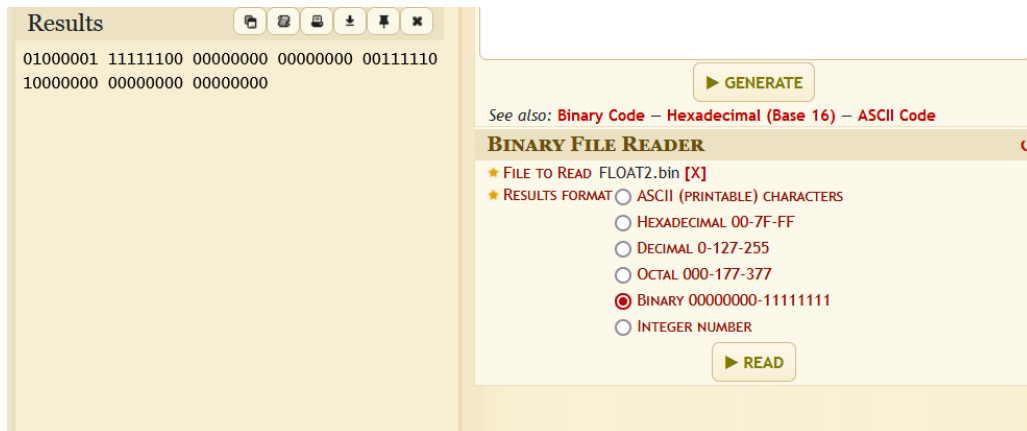 Results
01000001 11111100 00000000 00000000 00111110
10000000 00000000 00000000
► GENERATE
See also: Binary Code — Hexadecimal (Base 16) — ASCII Code
BINARY FILE READER
★ FILE TO READ FLOAT2.bin [X]
★ RESULTS FORMAT ASCII (PRINTABLE) CHARACTERS
HEXADECIMAL 00-7F-FF
DECIMAL 0-127-255
OCTAL 000-177-377
BINARY 00000000-11111111
INTEGER NUMBER
► READ